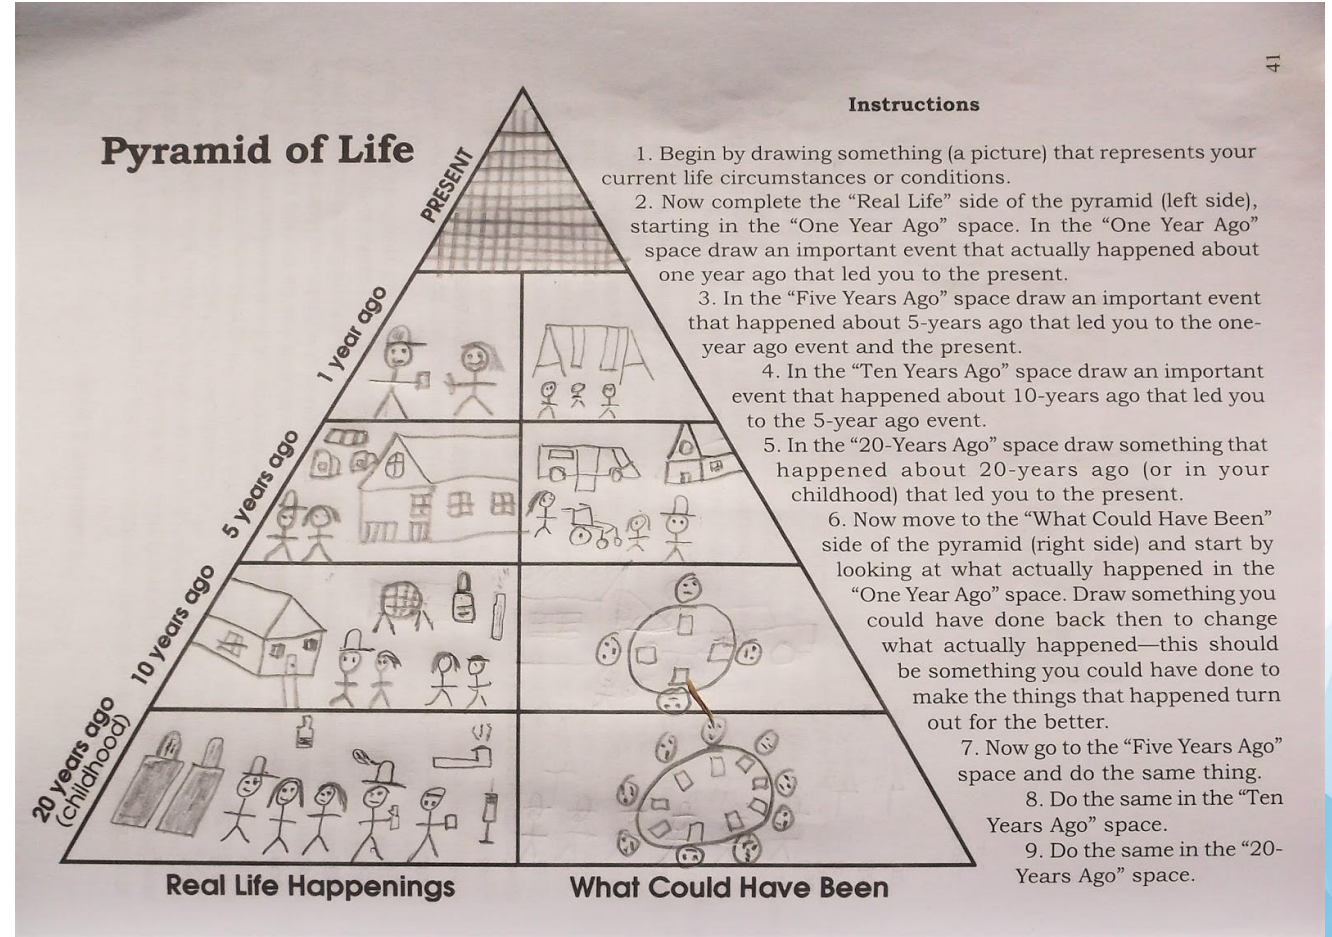 41
Pyramid of Life
PRESENT
1 year ago
5 years ago
10 years ago
20 years ago
(childhood)
Real Life Happenings
What Could Have Been
Instructions
1. Begin by drawing something (a picture) that represents your
current life circumstances or conditions.
2. Now complete the “Real Life” side of the pyramid (left side),
starting in the “One Year Ago” space. In the “One Year Ago”
space draw an important event that actually happened about
one year ago that led you to the present.
3. In the “Five Years Ago” space draw an important event
that happened about 5-years ago that led you to the one-
year ago event and the present.
4. In the “Ten Years Ago” space draw an important
event that happened about 10-years ago that led you
to the 5-year ago event.
5. In the “20-Years Ago” space draw something that
happened about 20-years ago (or in your
childhood) that led you to the present.
6. Now move to the “What Could Have Been”
side of the pyramid (right side) and start by
looking at what actually happened in the
“One Year Ago” space. Draw something you
could have done back then to change
what actually happened—this should
be something you could have done to
make the things that happened turn
out for the better.
7. Now go to the “Five Years Ago”
space and do the same thing.
8. Do the same in the “Ten
Years Ago” space.
9. Do the same in the “20-
Years Ago” space.